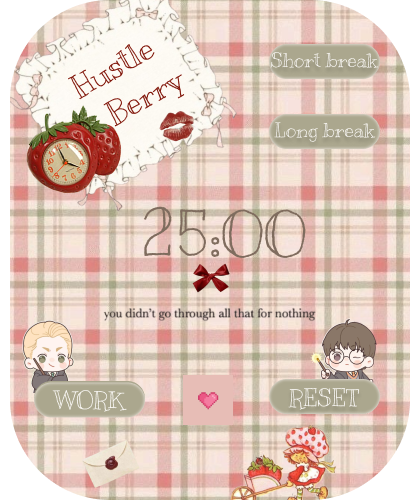 Hustle
Berry
Short break
Long break
25:00
you didn't go through all that for nothing
WORK
RESET